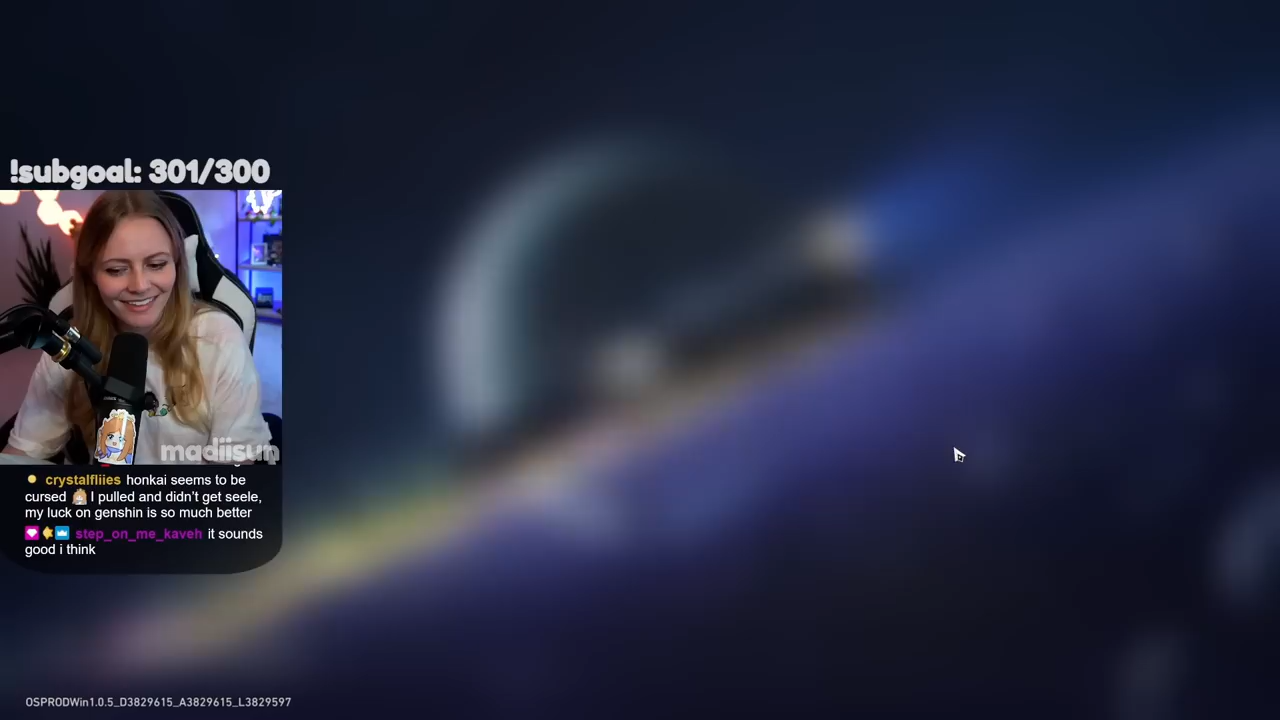 !subgoal: 301/300
madiisun
crystalfliies honkai seems to be
cursed I pulled and didn't get seele,
my luck on genshin is so much better
step_on_me_kaveh it sounds
good i think
OSPRODWin1.0.5_D3829615_A3829615_L3829597